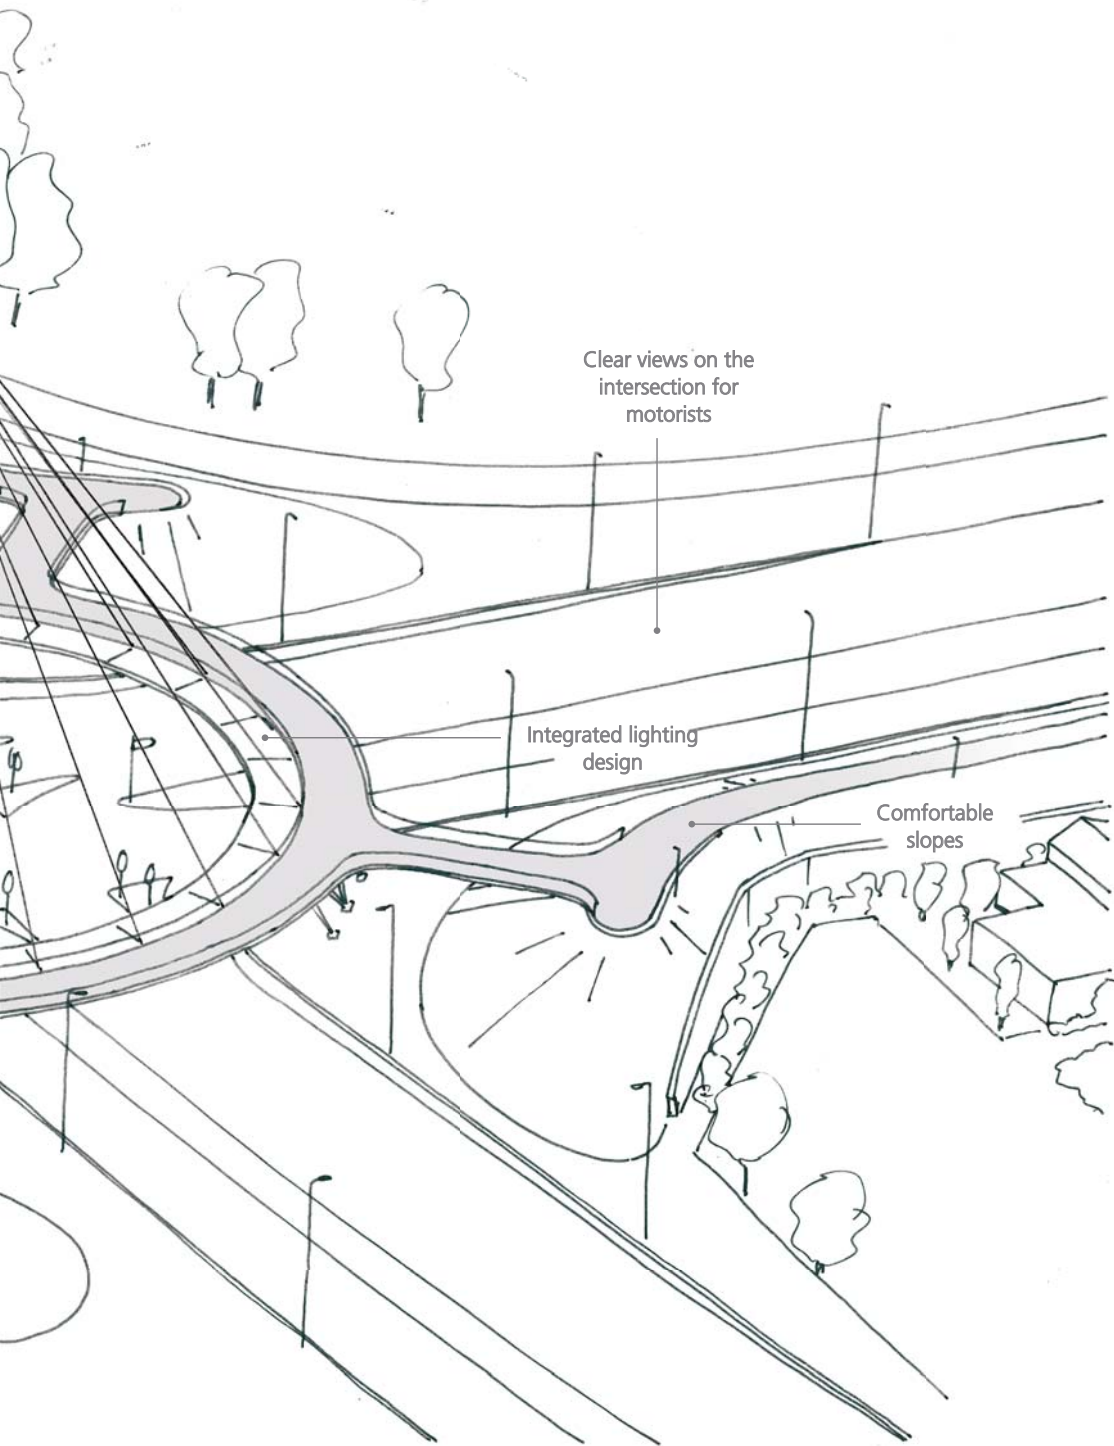 Clear views on the
intersection for
motorists
Integrated lighting
design
Comfortable
slopes